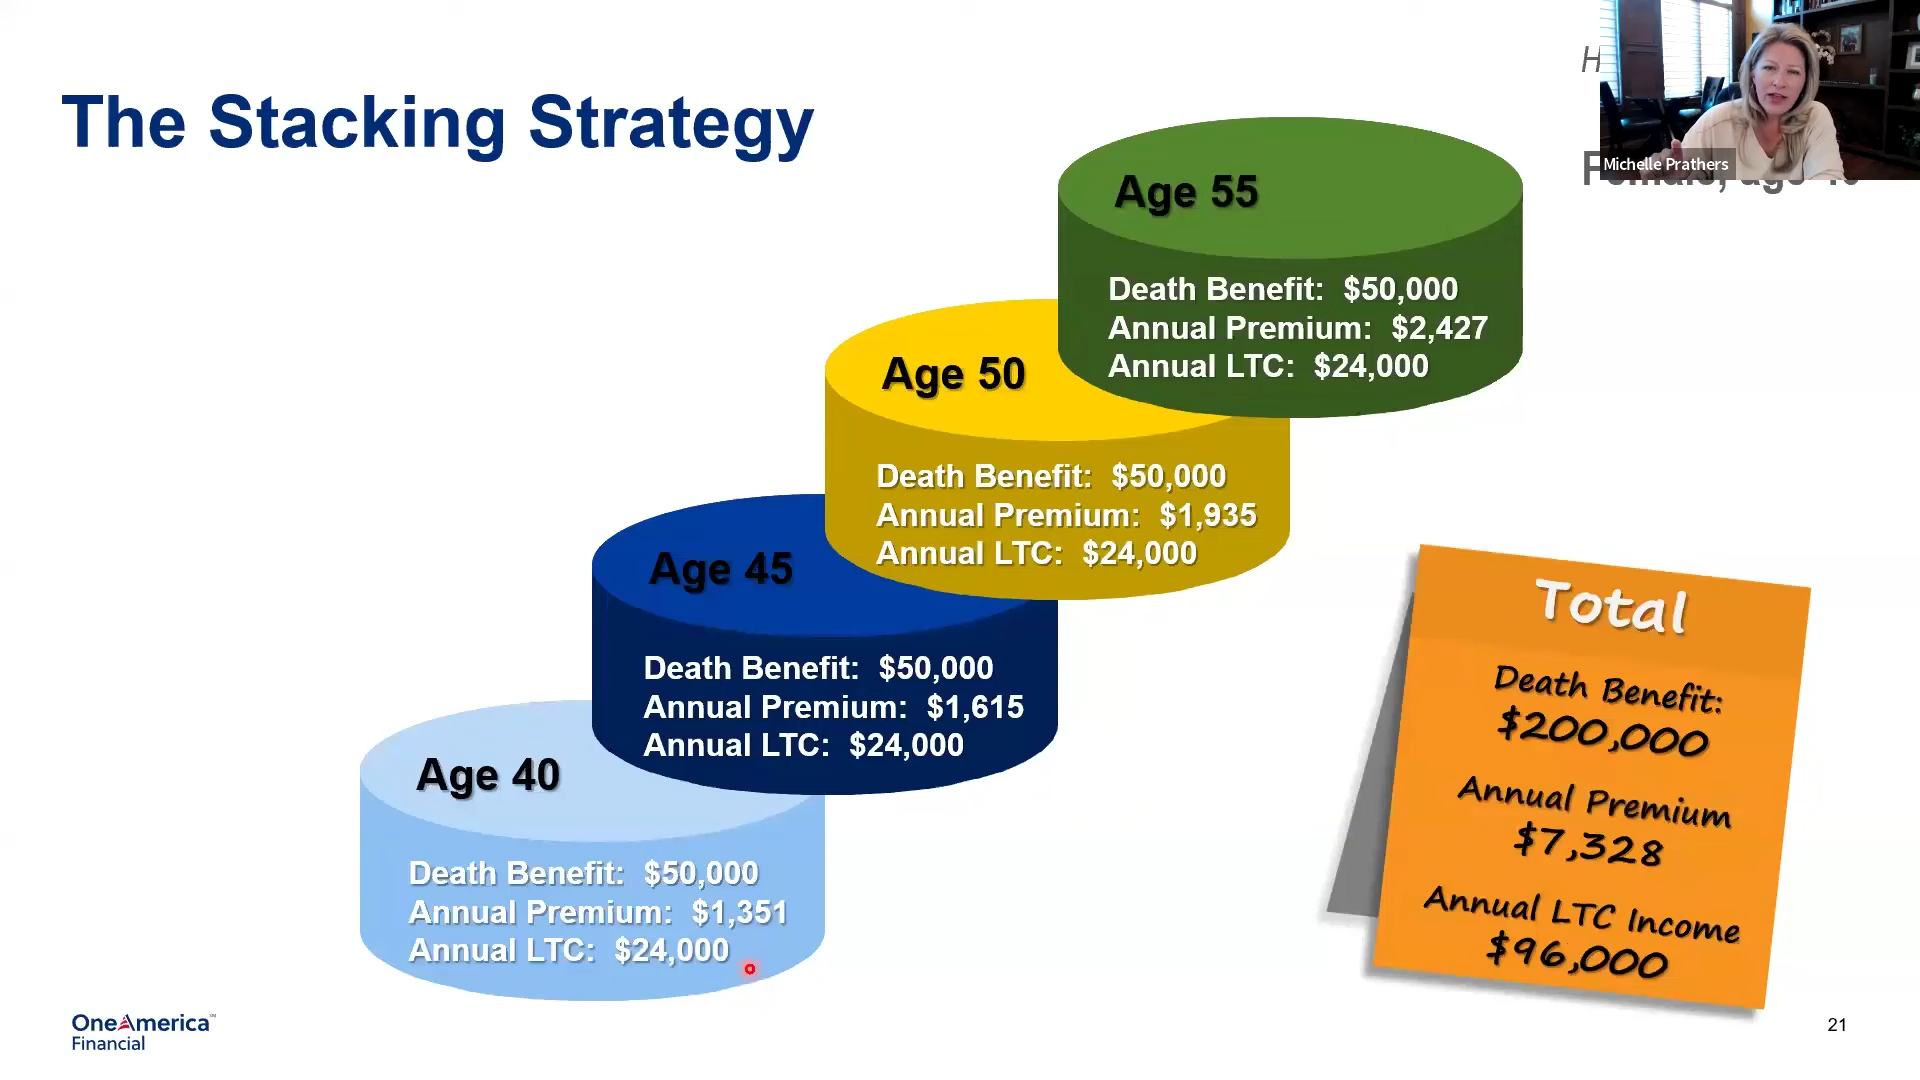 The Stacking Strategy
H
Michelle Prathers
Age 55
Death Benefit: $50,000
Annual Premium: $2,427
Annual LTC: $24,000
Age 50
Death Benefit: $50,000
Annual Premium: $1,935
Annual LTC: $24,000
Age 45
Death Benefit: $50,000
Annual Premium: $1,615
Annual LTC: $24,000
Age 40
Death Benefit: $50,000
Annual Premium: $1,351
Annual LTC: $24,000
Total
Death Benefit:
$200,000
Annual Premium
$7,328
Annual LTC Income
$96,000
OneAmerica
Financial
21